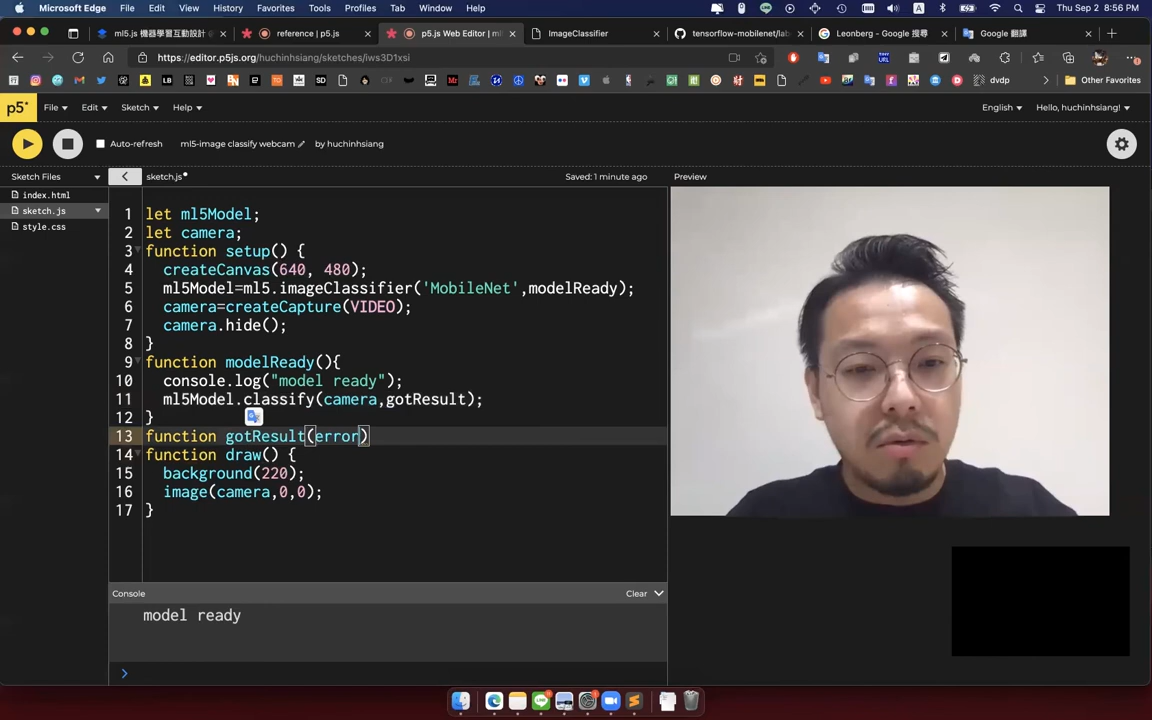 Microsoft Edge File Edit View History Favorites Tools Profiles Tab Window Help Thu Sep 2 8:56 PM
ml5.js 機器學習互動設計 reference | p5.js p5.js Web Editor | ml ImageClassifier tensorflow-mobilenet/lab Leonberg - Google 搜尋 Google 翻譯
https://editor.p5js.org/huchinhsiang/sketches/iws3D1xsi
dvdp Other Favorites
p5* File Edit Sketch Help English Hello, huchinhsiang!
Auto-refresh ml5-image classify webcam by huchinhsiang
Sketch Files sketch.js Saved: 1 minute ago Preview
index.html
sketch.js
style.css
1 let ml5Model;
2 let camera;
3 function setup() {
4 createCanvas(640, 480);
5 ml5Model=ml5.imageClassifier('MobileNet',modelReady);
6 camera=createCapture(VIDEO);
7 camera.hide();
8 }
9 function modelReady(){
10 console.log("model ready");
11 ml5Model.classify(camera,gotResult);
12 }
13 function gotResult(error)
14 function draw() {
15 background(220);
16 image(camera,0,0);
17 }
Console Clear
model ready